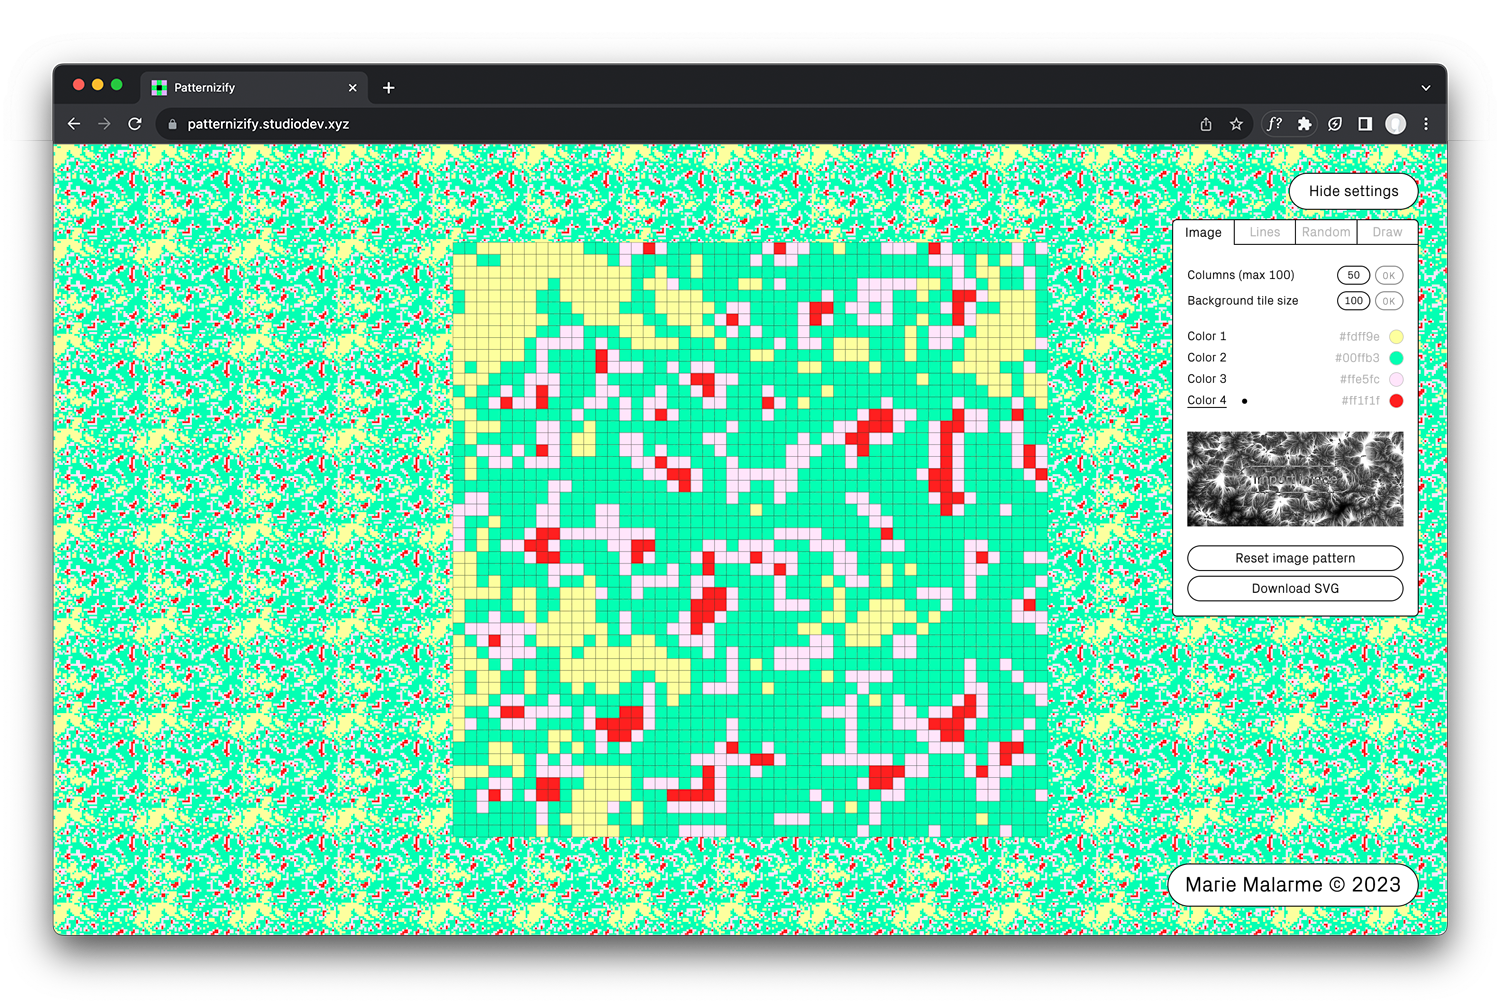 Patternizify
patternizify.studiodev.xyz
f?
Hide settings
Image Lines Random Draw
Columns (max 100) 50 OK
Background tile size 100 OK
Color 1 #fdff9e
Color 2 #00ffb3
Color 3 #ffe5fc
Color 4 #ff1f1f
Reset image pattern
Download SVG
Marie Malarme © 2023